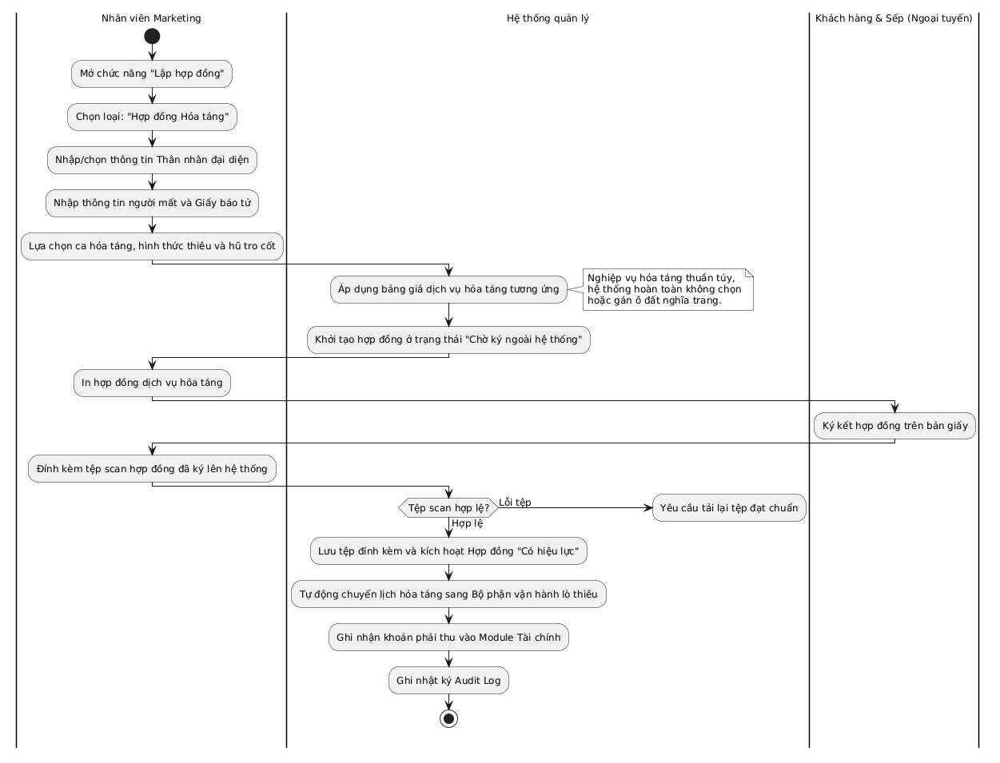 Nhân viên Marketing
Hệ thống quản lý
Khách hàng & Sếp (Ngoại tuyến)
Mở chức năng "Lập hợp đồng"
Chọn loại: "Hợp đồng Hỏa táng"
Nhập/chọn thông tin Thân nhân đại diện
Nhập thông tin người mất và Giấy báo tử
Lựa chọn ca hỏa táng, hình thức thiêu và hũ tro cốt
Áp dụng bảng giá dịch vụ hỏa táng tương ứng
Nghiệp vụ hỏa táng thuần túy,
hệ thống hoàn toàn không chọn
hoặc gán ô đất nghĩa trang.
Khởi tạo hợp đồng ở trạng thái "Chờ ký ngoài hệ thống"
In hợp đồng dịch vụ hỏa táng
Ký kết hợp đồng trên bản giấy
Đính kèm tệp scan hợp đồng đã ký lên hệ thống
Tệp scan hợp lệ?
Lỗi tệp
Yêu cầu tải lại tệp đạt chuẩn
Hợp lệ
Lưu tệp đính kèm và kích hoạt Hợp đồng "Có hiệu lực"
Tự động chuyển lịch hỏa táng sang Bộ phận vận hành lò thiêu
Ghi nhận khoản phải thu vào Module Tài chính
Ghi nhật ký Audit Log